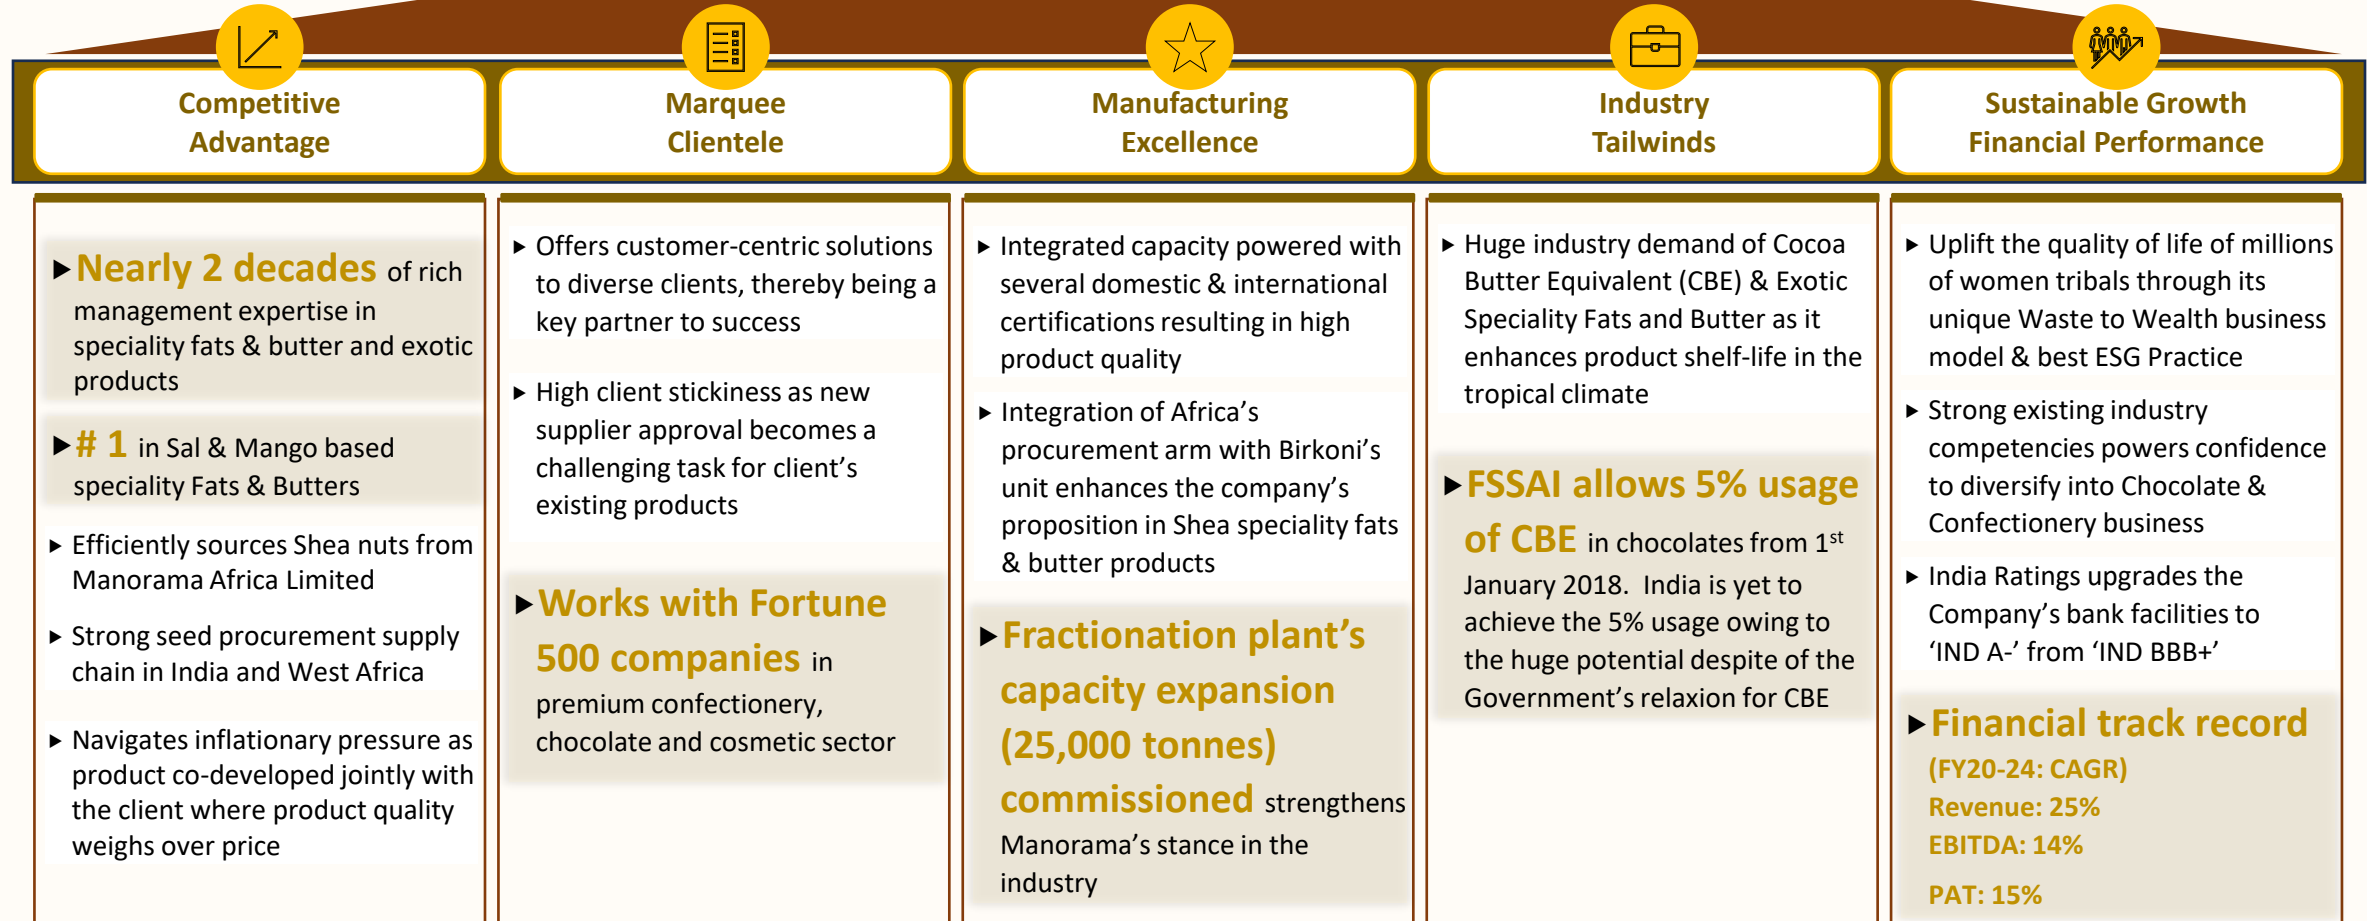 Competitive
Advantage
Marquee
Clientele
Manufacturing
Excellence
Industry
Tailwinds
Sustainable Growth
Financial Performance
Nearly 2 decades of rich
management expertise in
speciality fats & butter and exotic
products
# 1 in Sal & Mango based
speciality Fats & Butters
Efficiently sources Shea nuts from
Manorama Africa Limited
Strong seed procurement supply
chain in India and West Africa
Navigates inflationary pressure as
product co-developed jointly with
the client where product quality
weighs over price
Offers customer-centric solutions
to diverse clients, thereby being a
key partner to success
High client stickiness as new
supplier approval becomes a
challenging task for client’s
existing products
Works with Fortune
500 companies in
premium confectionery,
chocolate and cosmetic sector
Integrated capacity powered with
several domestic & international
certifications resulting in high
product quality
Integration of Africa’s
procurement arm with Birkoni’s
unit enhances the company’s
proposition in Shea speciality fats
& butter products
Fractionation plant’s
capacity expansion
(25,000 tonnes)
commissioned strengthens
Manorama’s stance in the
industry
Huge industry demand of Cocoa
Butter Equivalent (CBE) & Exotic
Speciality Fats and Butter as it
enhances product shelf-life in the
tropical climate
FSSAI allows 5% usage
of CBE in chocolates from 1st
January 2018. India is yet to
achieve the 5% usage owing to
the huge potential despite of the
Government’s relaxion for CBE
Uplift the quality of life of millions
of women tribals through its
unique Waste to Wealth business
model & best ESG Practice
Strong existing industry
competencies powers confidence
to diversify into Chocolate &
Confectionery business
India Ratings upgrades the
Company’s bank facilities to
‘IND A-’ from ‘IND BBB+’
Financial track record
(FY20-24: CAGR)
Revenue: 25%
EBITDA: 14%
PAT: 15%